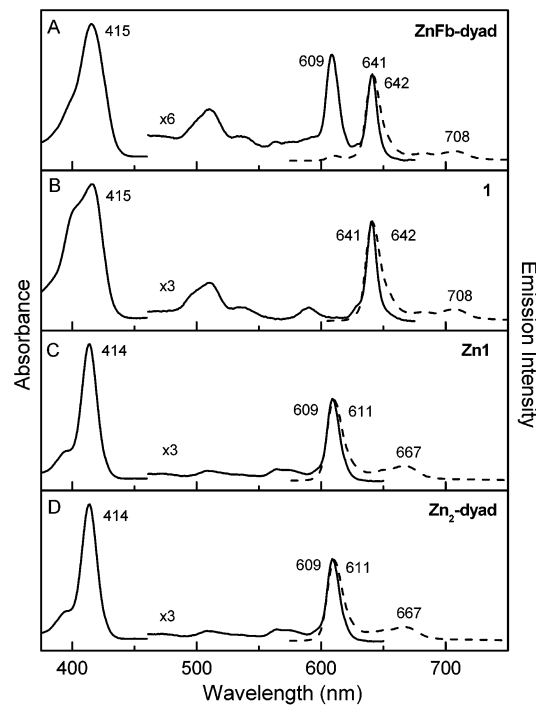 A
415
ZnFb-dyad
609
641
642
x6
708
B
415
1
641
642
x3
708
C
414
Zn1
609
611
x3
667
D
414
Zn₂-dyad
609
611
x3
667
Absorbance
Emission Intensity
400 500 600 700
Wavelength (nm)